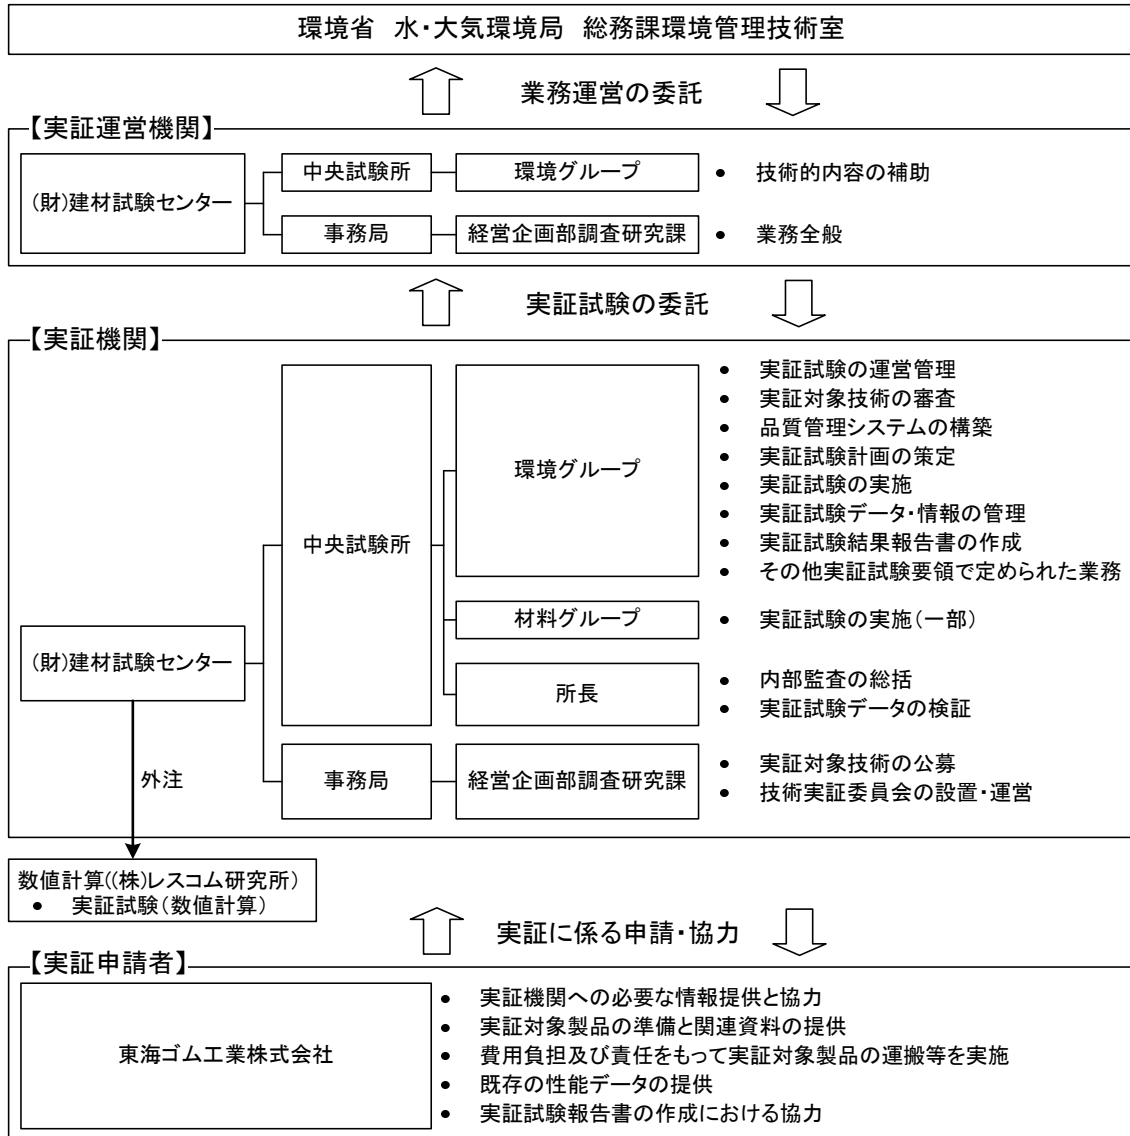 環境省 水・大気環境局 総務課環境管理技術室
業務運営の委託
【実証運営機関】
(財)建材試験センター
中央試験所
環境グループ
• 技術的内容の補助
事務局
経営企画部調査研究課
• 業務全般
実証試験の委託
【実証機関】
(財)建材試験センター
中央試験所
環境グループ
• 実証試験の運営管理
• 実証対象技術の審査
• 品質管理システムの構築
• 実証試験計画の策定
• 実証試験の実施
• 実証試験データ・情報の管理
• 実証試験結果報告書の作成
• その他実証試験要領で定められた業務
材料グループ
• 実証試験の実施(一部)
所長
• 内部監査の総括
• 実証試験データの検証
事務局
経営企画部調査研究課
• 実証対象技術の公募
• 技術実証委員会の設置・運営
外注
数値計算((株)レスコム研究所)
• 実証試験(数値計算)
実証に係る申請・協力
【実証申請者】
東海ゴム工業株式会社
• 実証機関への必要な情報提供と協力
• 実証対象製品の準備と関連資料の提供
• 費用負担及び責任をもって実証対象製品の運搬等を実施
• 既存の性能データの提供
• 実証試験報告書の作成における協力